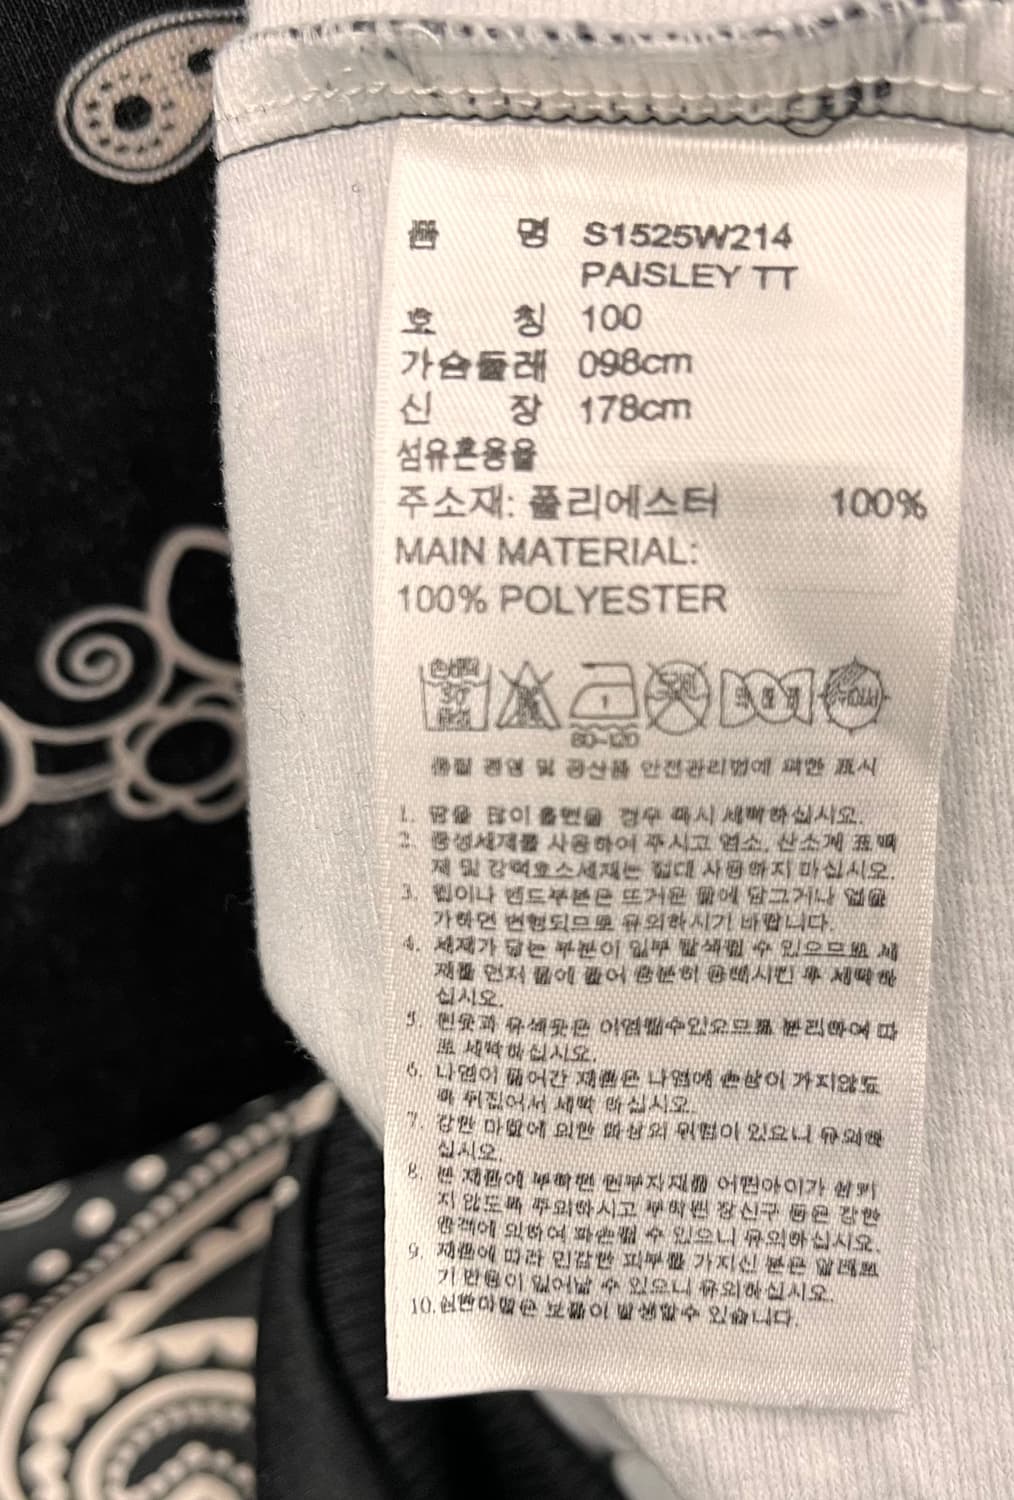 품 명 S1525W214
PAISLEY TT
호 칭 100
가슴둘레 098cm
신 장 178cm
섬유혼용율
주소재: 폴리에스터 100%
MAIN MATERIAL:
100% POLYESTER
손세탁
30
중성
1
80~120
품질 경영 및 공산품 안전관리법에 의한 표시
1. 땀을 많이 흘렸을 경우 즉시 세탁하십시오.
2. 중성세제를 사용하여 주시고 염소, 산소계 표백
제 및 강력효소세제는 절대 사용하지 마십시오.
3. 립이나 밴드부분은 뜨거운 물에 담그거나 열을
가하면 변형되므로 유의하시기 바랍니다.
4. 세제가 닿는 부분이 일부 탈색될 수 있으므로 세
제를 먼저 물에 풀어 충분히 용해시킨 후 세탁하
십시오.
5. 흰옷과 유색옷은 이염될수있으므로 분리하여 따
로 세탁하십시오.
6. 나염이 들어간 제품은 나염에 손상이 가지않도
록 뒤집어서 세탁 하십시오.
7. 강한 마찰에 의한 화상의 위험이 있으니 유의하
십시오.
8. 본 제품에 부착된 원부자재를 어린아이가 삼키
지 않도록 주의하시고 부착된 장신구 등은 강한
충격에 의하여 파손될 수 있으니 유의하십시오.
9. 제품에 따라 민감한 피부를 가지신 분은 알레르
기 반응이 일어날 수 있으니 유의하십시오.
10. 심한마찰은 보풀이 발생할수 있습니다.